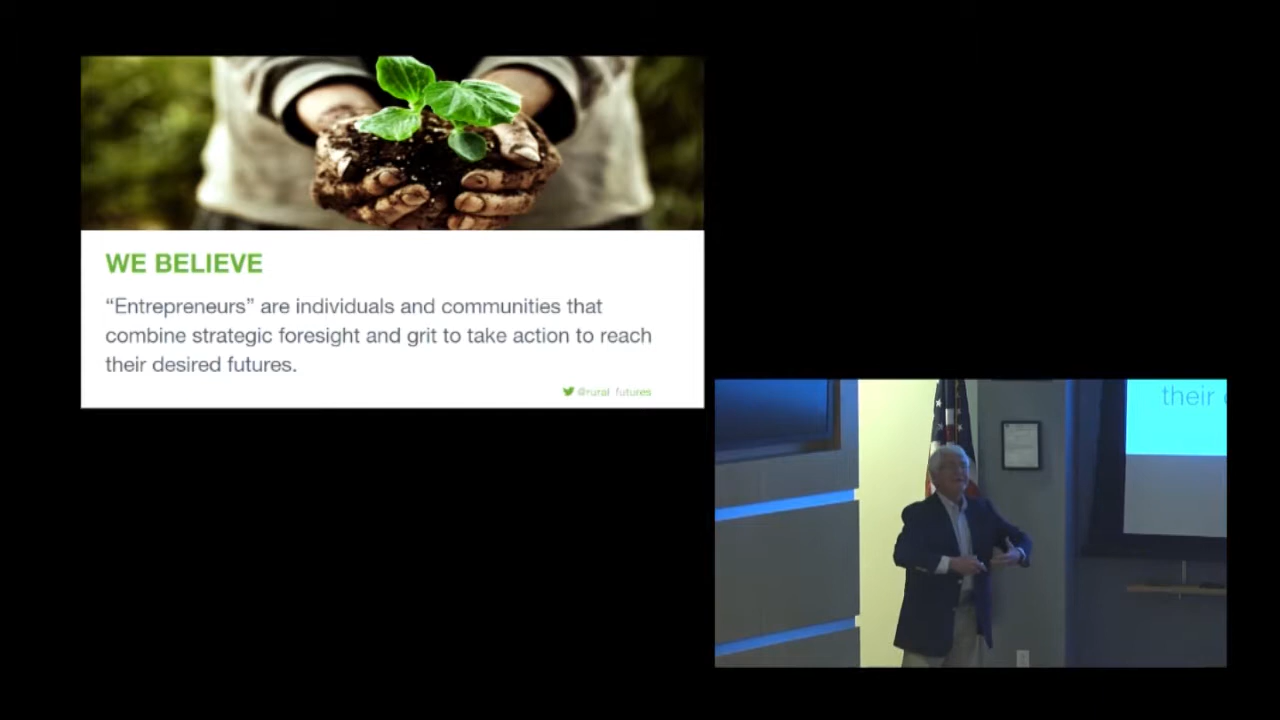 WE BELIEVE
“Entrepreneurs” are individuals and communities that
combine strategic foresight and grit to take action to reach
their desired futures.
@rural_futures
their